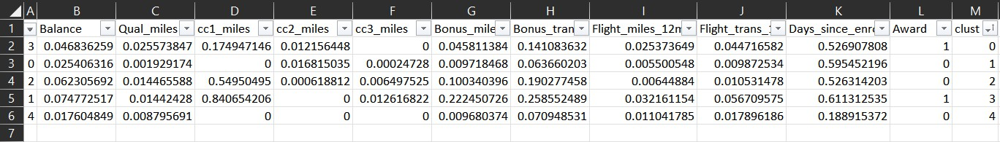 A B C D E F G H I J K L M
1 Balance Qual_miles cc1_miles cc2_miles cc3_miles Bonus_mile Bonus_tran Flight_miles_12n Flight_trans_1 Days_since_enro Award clust
2 3 0.046836259 0.025573847 0.174947146 0.012156448 0 0.045811384 0.141083632 0.025373649 0.044716582 0.526907808 1 0
3 0 0.025406316 0.001929174 0 0.016815035 0.00024728 0.009718468 0.063660203 0.005500548 0.009872534 0.595452196 0 1
4 2 0.062305692 0.014465588 0.54950495 0.000618812 0.006497525 0.100340396 0.190277458 0.00644884 0.010531478 0.526314203 0 2
5 1 0.074772517 0.01442428 0.840654206 0 0.012616822 0.222450726 0.258552489 0.032161154 0.056709575 0.611312535 1 3
6 4 0.017604849 0.008795691 0 0 0 0.009680374 0.070948531 0.011041785 0.017896186 0.188915372 0 4
7